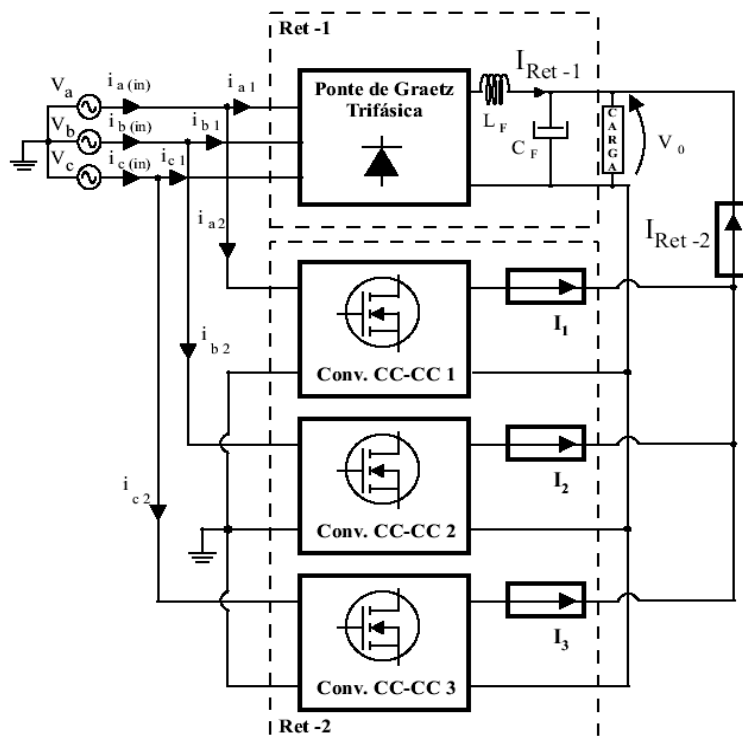 Ret -1
V a
i a (in)
i a 1
Ponte de Graetz
Trifásica
I Ret -1
V b
i b (in)
i b 1
L F
C F
CARGA
V 0
V c
i c (in)
i c 1
i a 2
I Ret -2
I 1
Conv. CC-CC 1
i b 2
I 2
Conv. CC-CC 2
i c 2
I 3
Conv. CC-CC 3
Ret -2